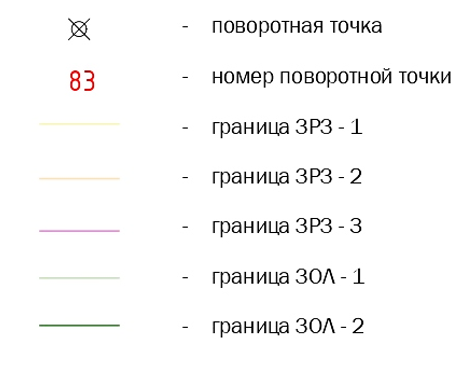 - поворотная точка
83 - номер поворотной точки
- граница ЗРЗ - 1
- граница ЗРЗ - 2
- граница ЗРЗ - 3
- граница ЗОЛ - 1
- граница ЗОЛ - 2